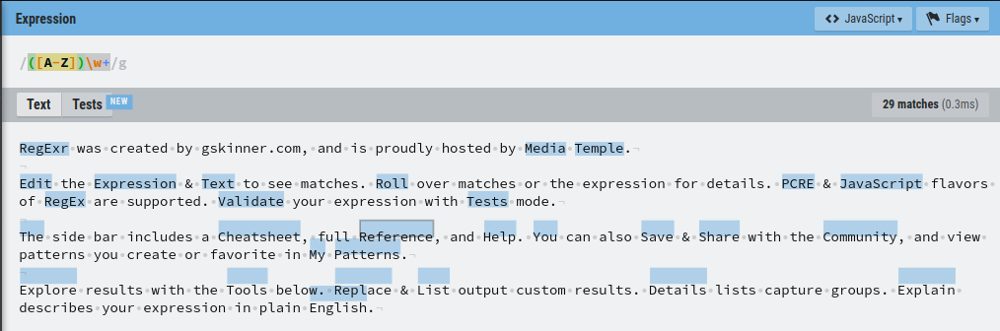 Expression
<> JavaScript ▾
Flags ▾
/([A-Z])\w+/g
Text
Tests
NEW
29 matches (0.3ms)
RegExr was created by gskinner.com, and is proudly hosted by Media Temple.
Edit the Expression & Text to see matches. Roll over matches or the expression for details. PCRE & JavaScript flavors
of RegEx are supported. Validate your expression with Tests mode.
The side bar includes a Cheatsheet, full Reference, and Help. You can also Save & Share with the Community, and view
patterns you create or favorite in My Patterns.
Explore results with the Tools below. Replace & List output custom results. Details lists capture groups. Explain
describes your expression in plain English.